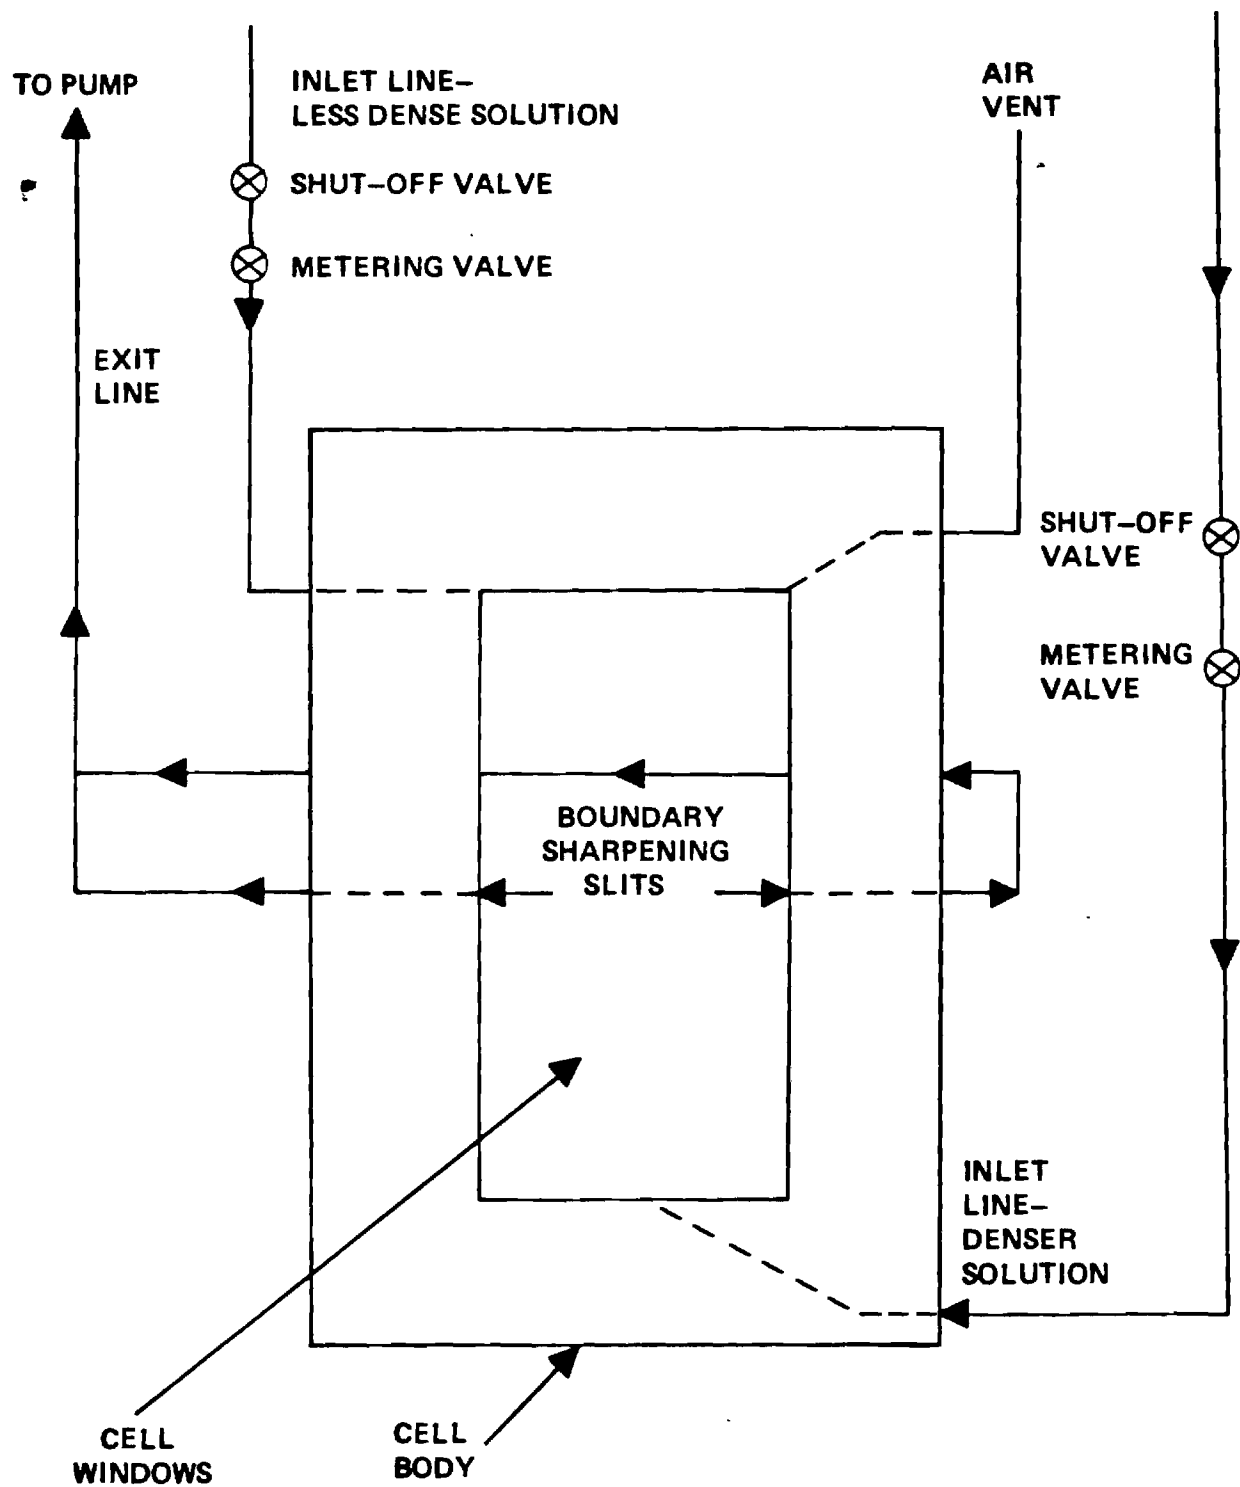 TO PUMP
INLET LINE–
LESS DENSE SOLUTION
SHUT–OFF VALVE
METERING VALVE
AIR
VENT
EXIT
LINE
SHUT–OFF
VALVE
METERING
VALVE
BOUNDARY
SHARPENING
SLITS
INLET
LINE–
DENSER
SOLUTION
CELL
WINDOWS
CELL
BODY